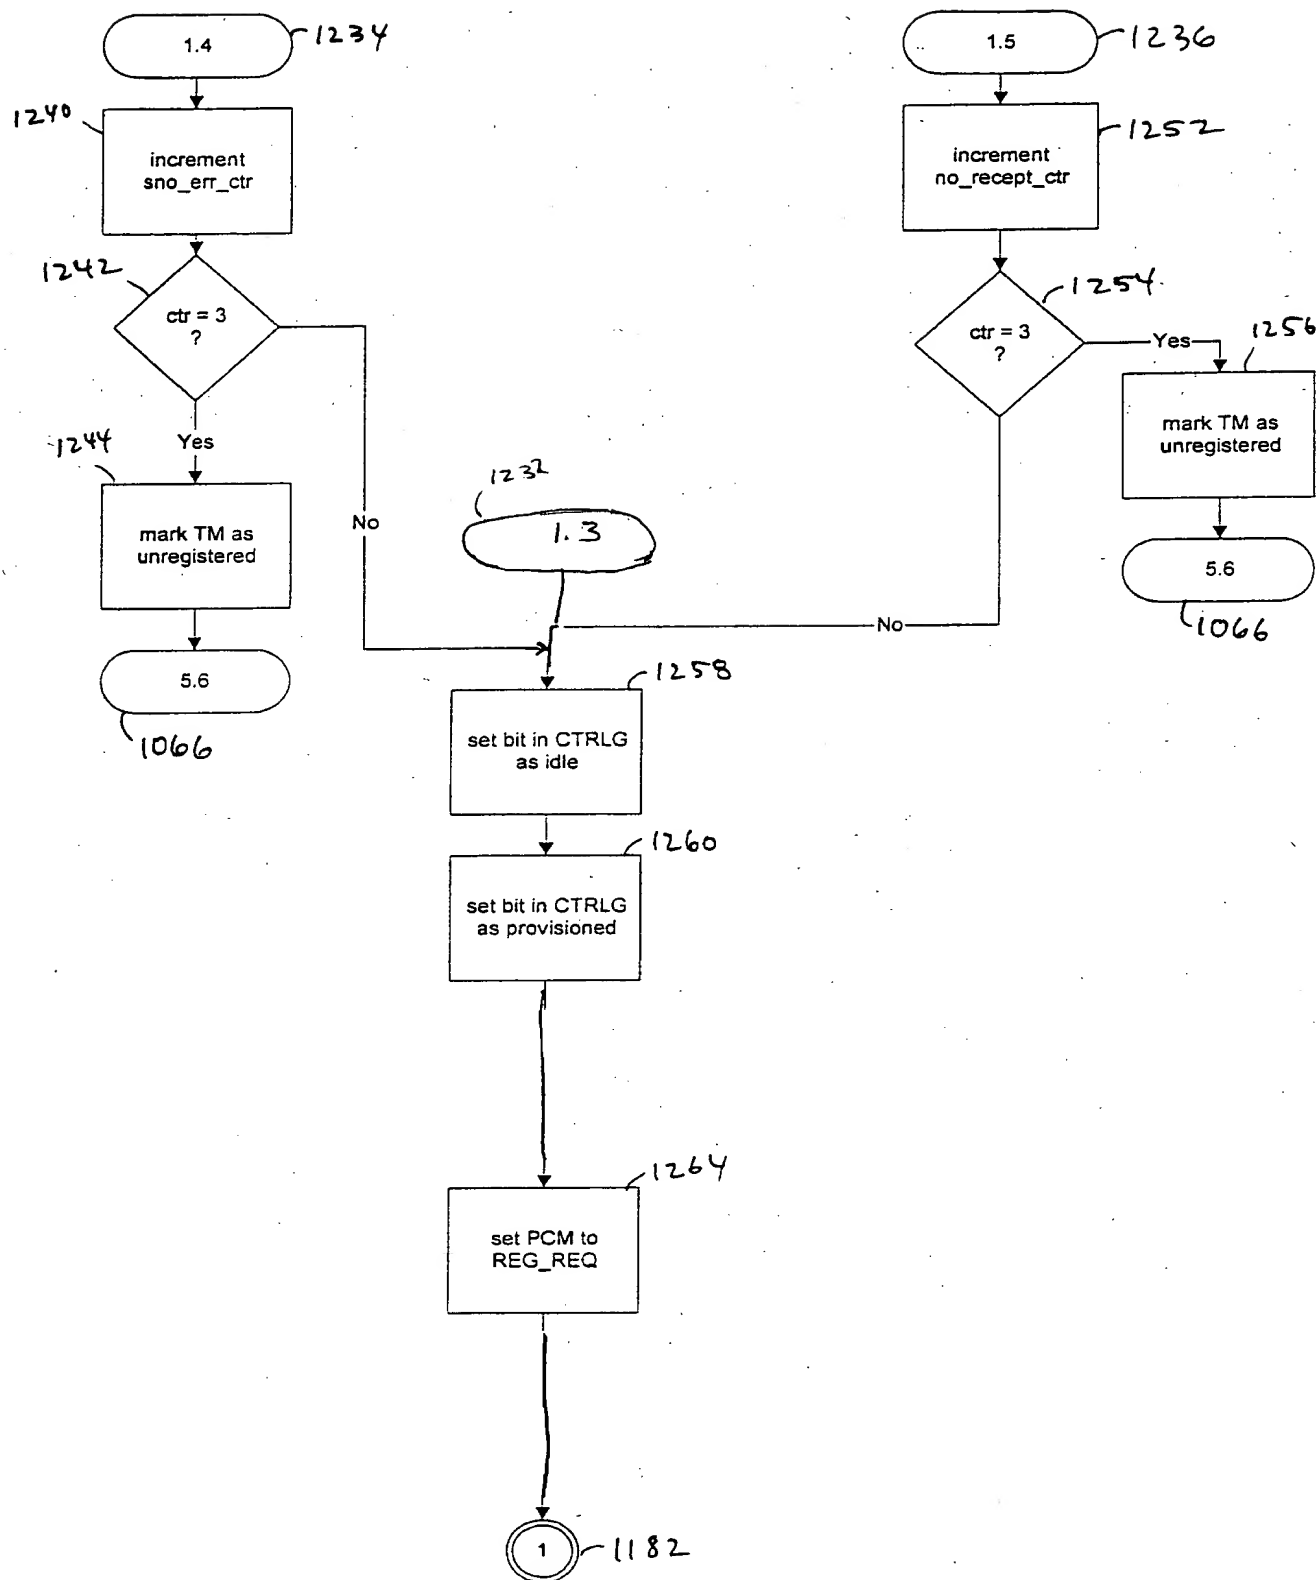 1.4
1234
1240
increment
sno_err_ctr
1242
ctr = 3
?
Yes
No
1244
mark TM as
unregistered
5.6
1066
1.5
1236
1252
increment
no_recept_ctr
1254
ctr = 3
?
Yes
1256
mark TM as
unregistered
5.6
1066
No
1232
1.3
1258
set bit in CTRLG
as idle
1260
set bit in CTRLG
as provisioned
1264
set PCM to
REG_REQ
1
1182